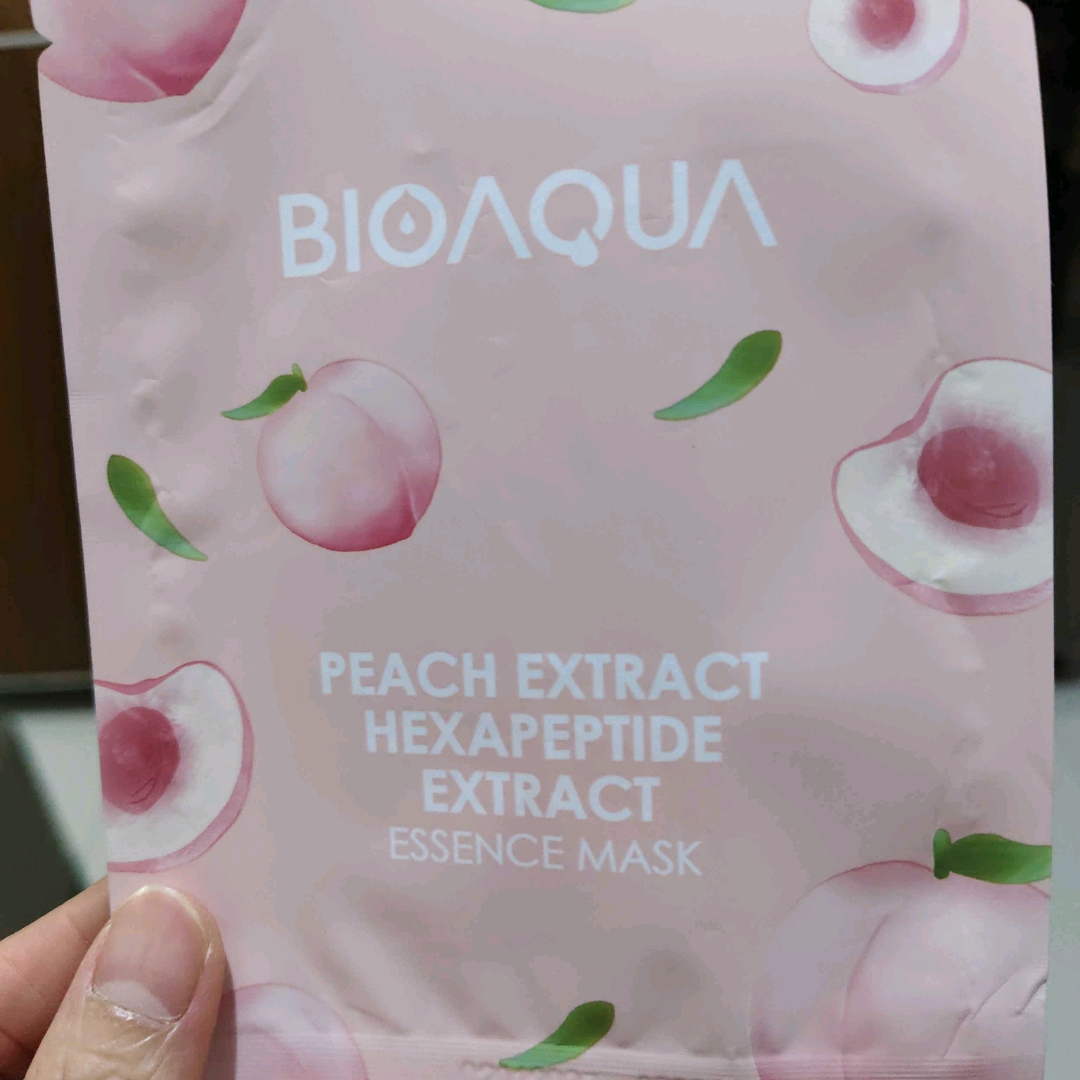 BIOAQUA
PEACH EXTRACT
HEXAPEPTIDE
EXTRACT
ESSENCE MASK